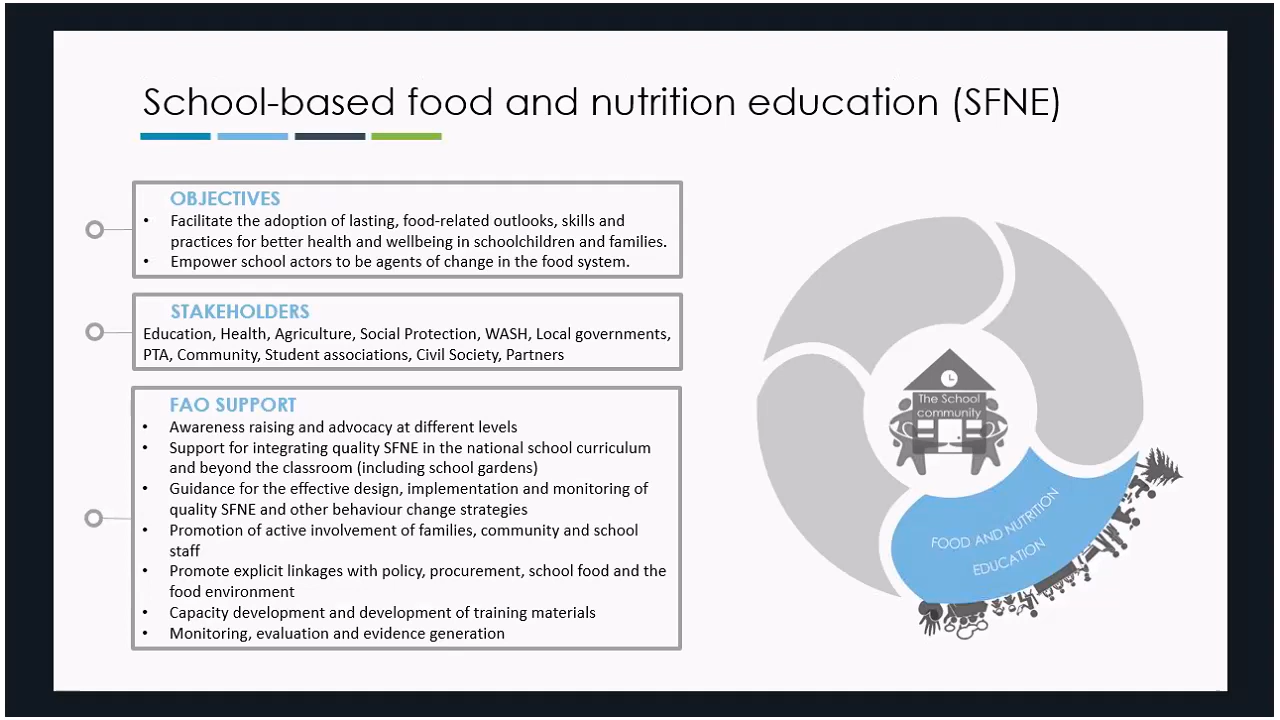 School-based food and nutrition education (SFNE)
OBJECTIVES
• Facilitate the adoption of lasting, food-related outlooks, skills and
practices for better health and wellbeing in schoolchildren and families.
• Empower school actors to be agents of change in the food system.
STAKEHOLDERS
Education, Health, Agriculture, Social Protection, WASH, Local governments,
PTA, Community, Student associations, Civil Society, Partners
FAO SUPPORT
• Awareness raising and advocacy at different levels
• Support for integrating quality SFNE in the national school curriculum
and beyond the classroom (including school gardens)
• Guidance for the effective design, implementation and monitoring of
quality SFNE and other behaviour change strategies
• Promotion of active involvement of families, community and school
staff
• Promote explicit linkages with policy, procurement, school food and the
food environment
• Capacity development and development of training materials
• Monitoring, evaluation and evidence generation
The School
community
FOOD AND NUTRITION
EDUCATION